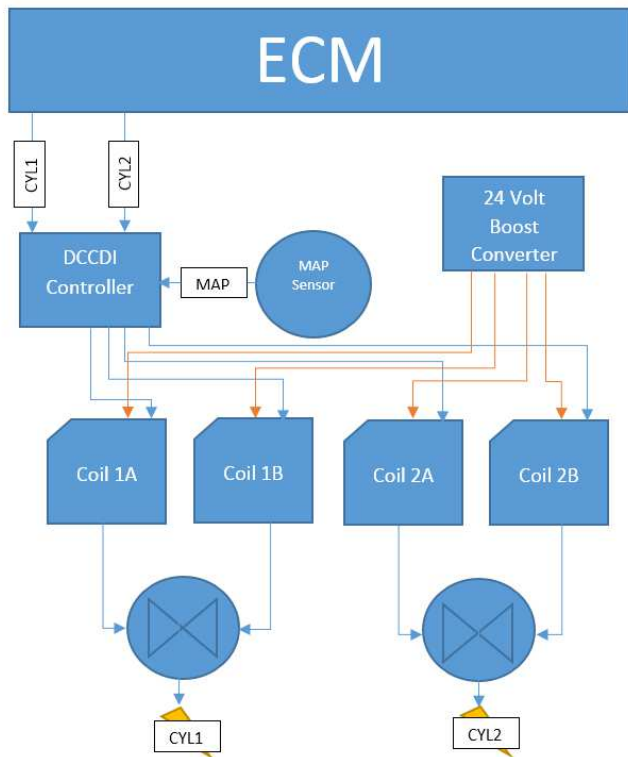 ECM
CYL1
CYL2
24 Volt
Boost
Converter
DCCDI
Controller
MAP
MAP
Sensor
Coil 1A
Coil 1B
Coil 2A
Coil 2B
CYL1
CYL2